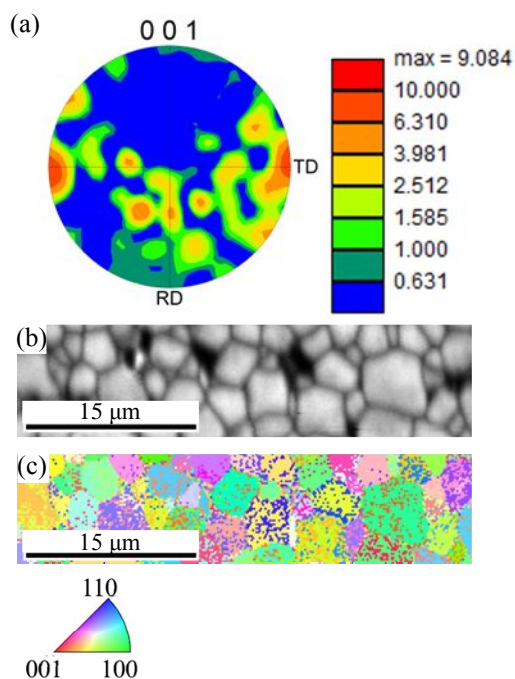 (a)
0 0 1
max = 9.084
10.000
6.310
3.981
2.512
1.585
1.000
0.631
TD
RD
(b)
15 μm
(c)
15 μm
110
001 100